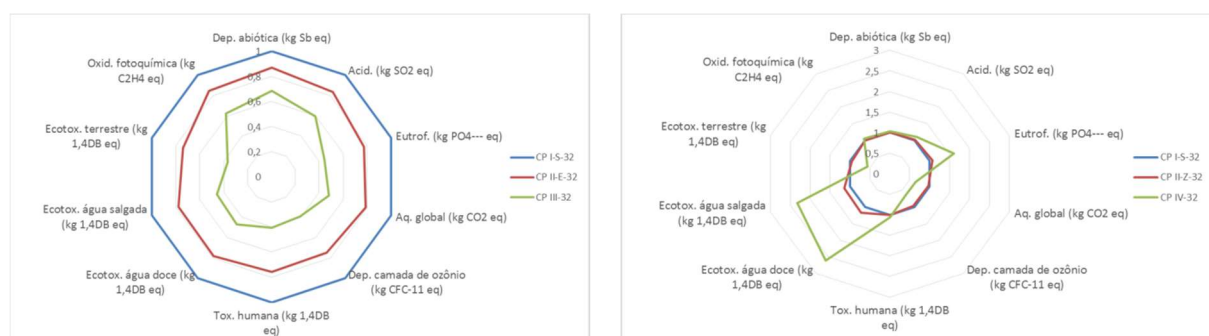 Dep. abiótica (kg Sb eq)
1
0,8
0,6
0,4
0,2
0
Acid. (kg SO2 eq)
Eutrof. (kg PO4--- eq)
Aq. global (kg CO2 eq)
Dep. camada de ozônio
(kg CFC-11 eq)
Tox. humana (kg 1,4DB
eq)
Ecotox. água doce (kg
1,4DB eq)
Ecotox. água salgada
(kg 1,4DB eq)
Ecotox. terrestre (kg
1,4DB eq)
Oxid. fotoquímica (kg
C2H4 eq)
CP I-S-32
CP II-E-32
CP III-32
Dep. abiótica (kg Sb eq)
3
2,5
2
1,5
1
0,5
0
Acid. (kg SO2 eq)
Eutrof. (kg PO4--- eq)
Aq. global (kg CO2 eq)
Dep. camada de ozônio
(kg CFC-11 eq)
Tox. humana (kg 1,4DB
eq)
Ecotox. água doce (kg
1,4DB eq)
Ecotox. água salgada
(kg 1,4DB eq)
Ecotox. terrestre (kg
1,4DB eq)
Oxid. fotoquímica (kg
C2H4 eq)
CP I-S-32
CP II-Z-32
CP IV-32